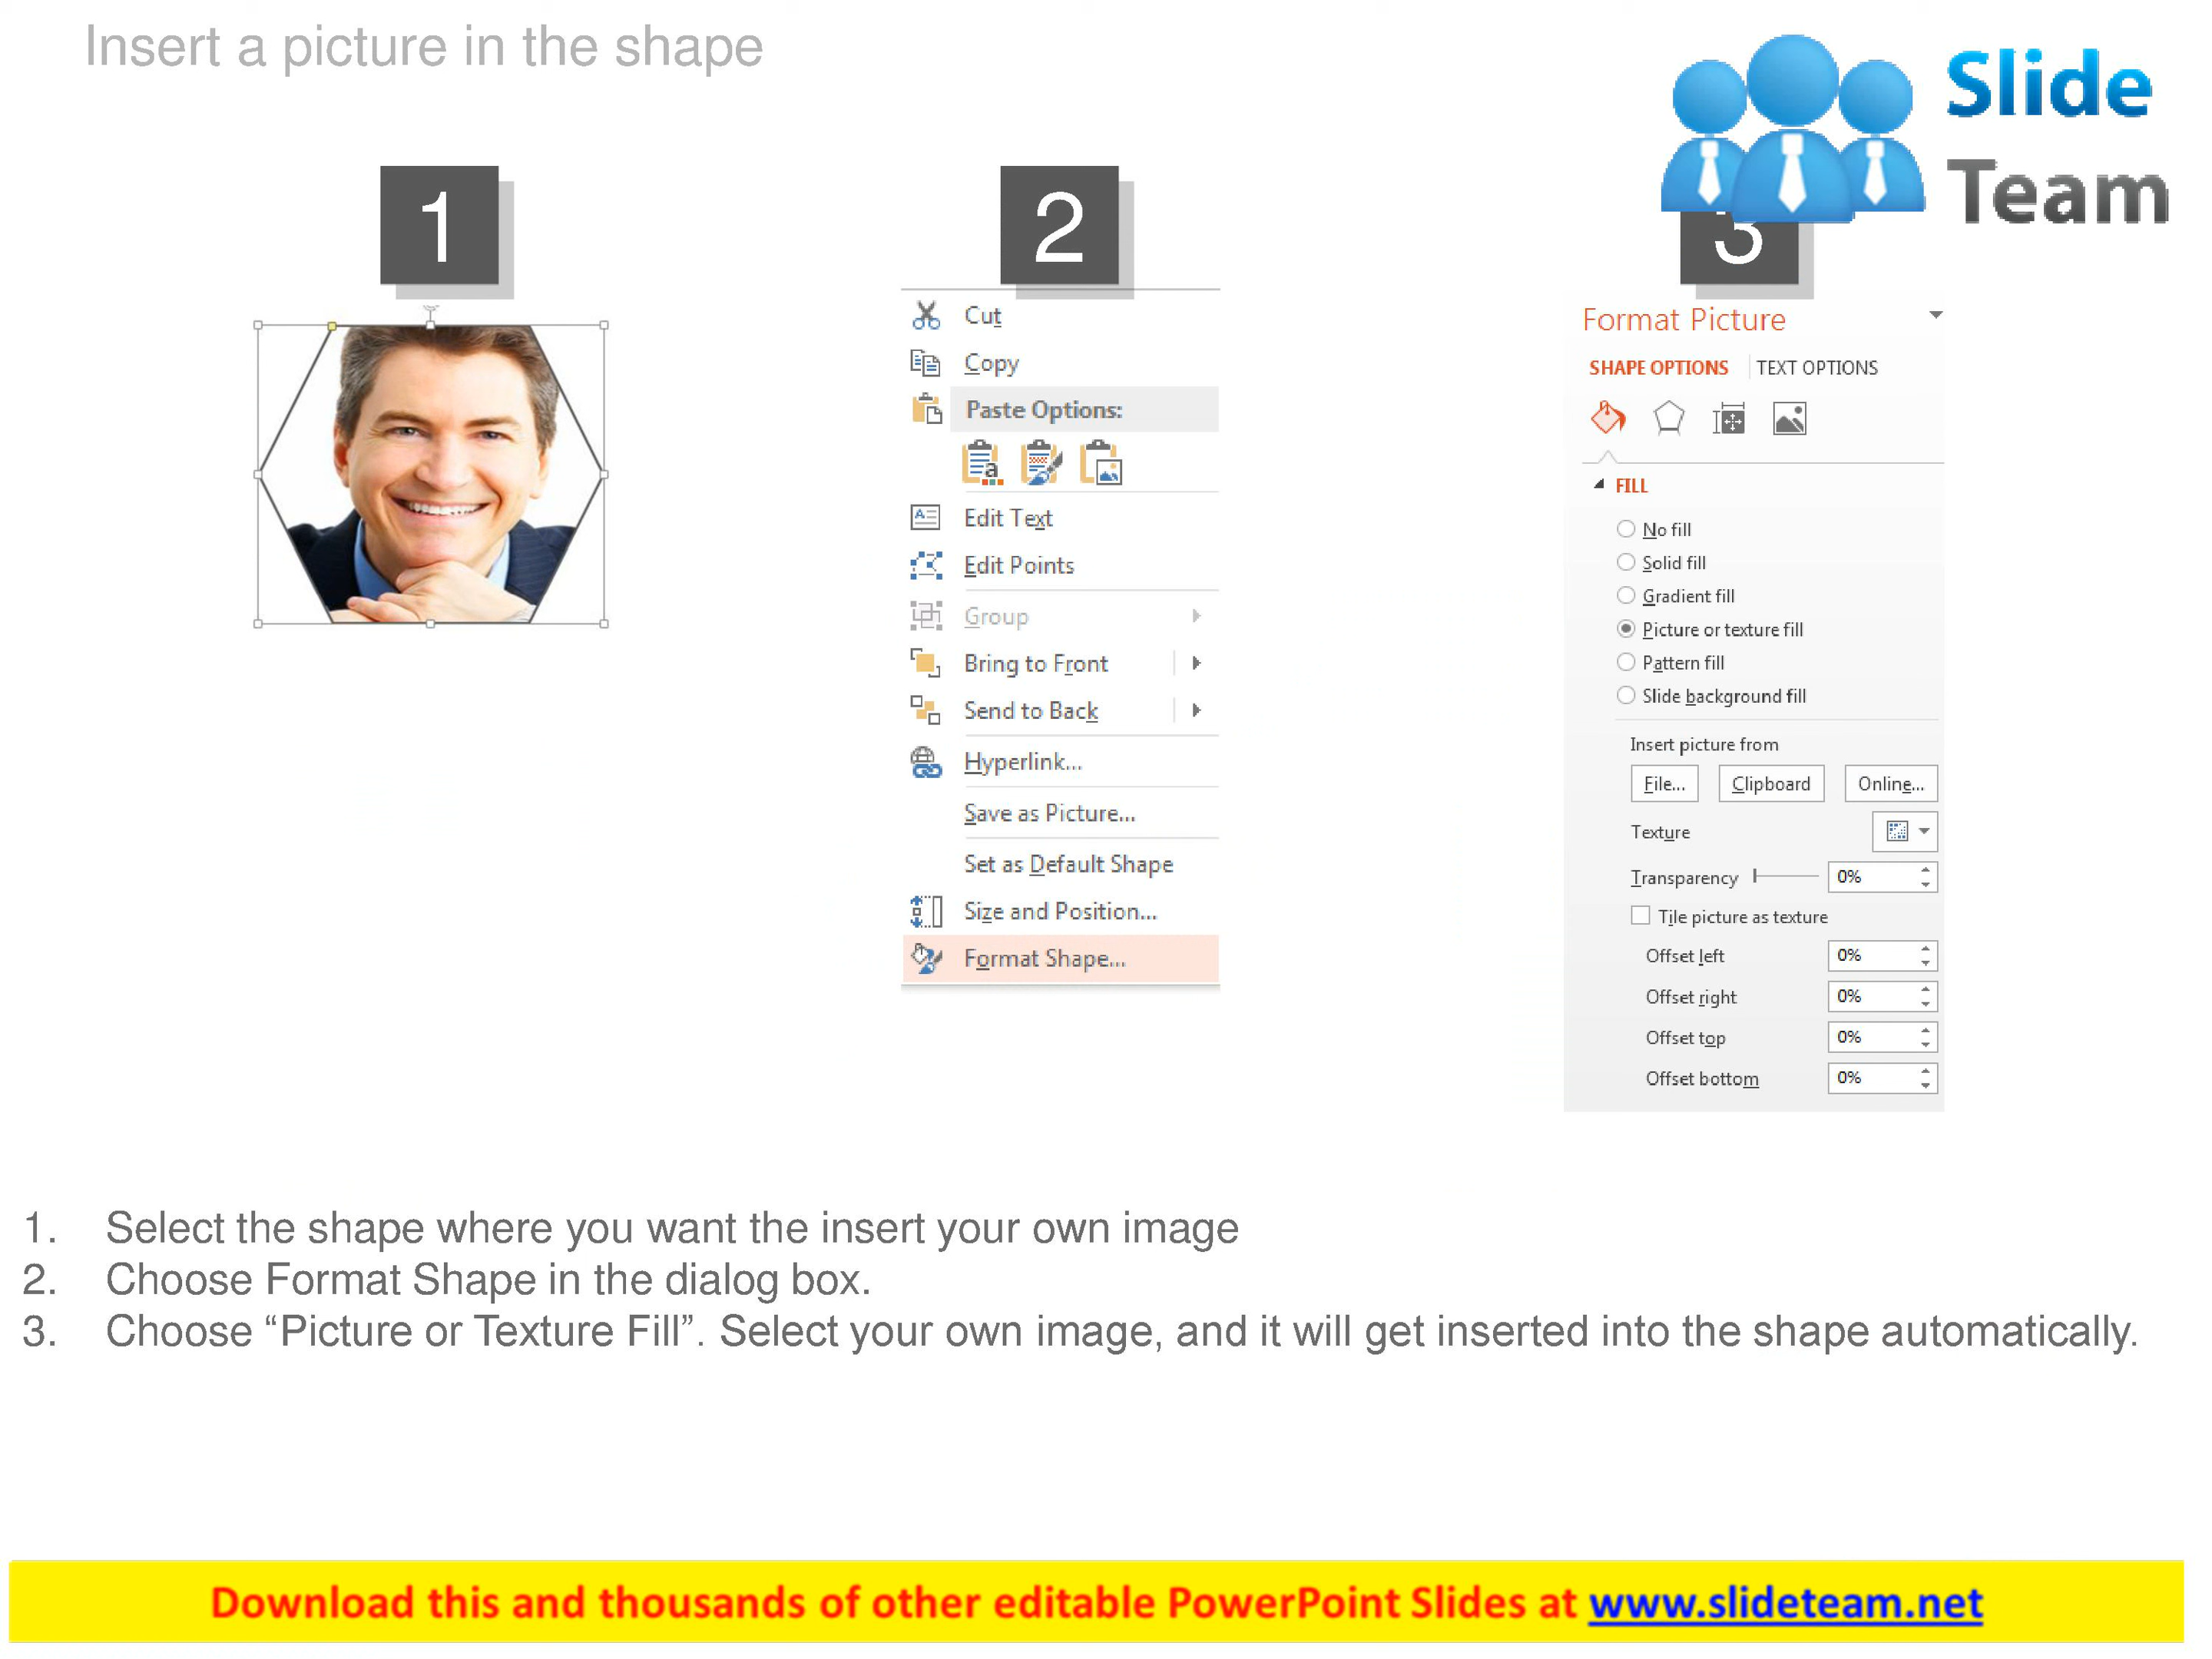 Insert a picture in the shape
Slide
Team
1
2
3
Cut
Copy
Paste Options:
Edit Text
Edit Points
Group
Bring to Front
Send to Back
Hyperlink...
Save as Picture...
Set as Default Shape
Size and Position...
Format Shape...
Format Picture
SHAPE OPTIONS TEXT OPTIONS
FILL
No fill
Solid fill
Gradient fill
Picture or texture fill
Pattern fill
Slide background fill
Insert picture from
File... Clipboard Online...
Texture
Transparency 0%
Tile picture as texture
Offset left 0%
Offset right 0%
Offset top 0%
Offset bottom 0%
1. Select the shape where you want the insert your own image
2. Choose Format Shape in the dialog box.
3. Choose “Picture or Texture Fill”. Select your own image, and it will get inserted into the shape automatically.
Download this and thousands of other editable PowerPoint Slides at www.slideteam.net